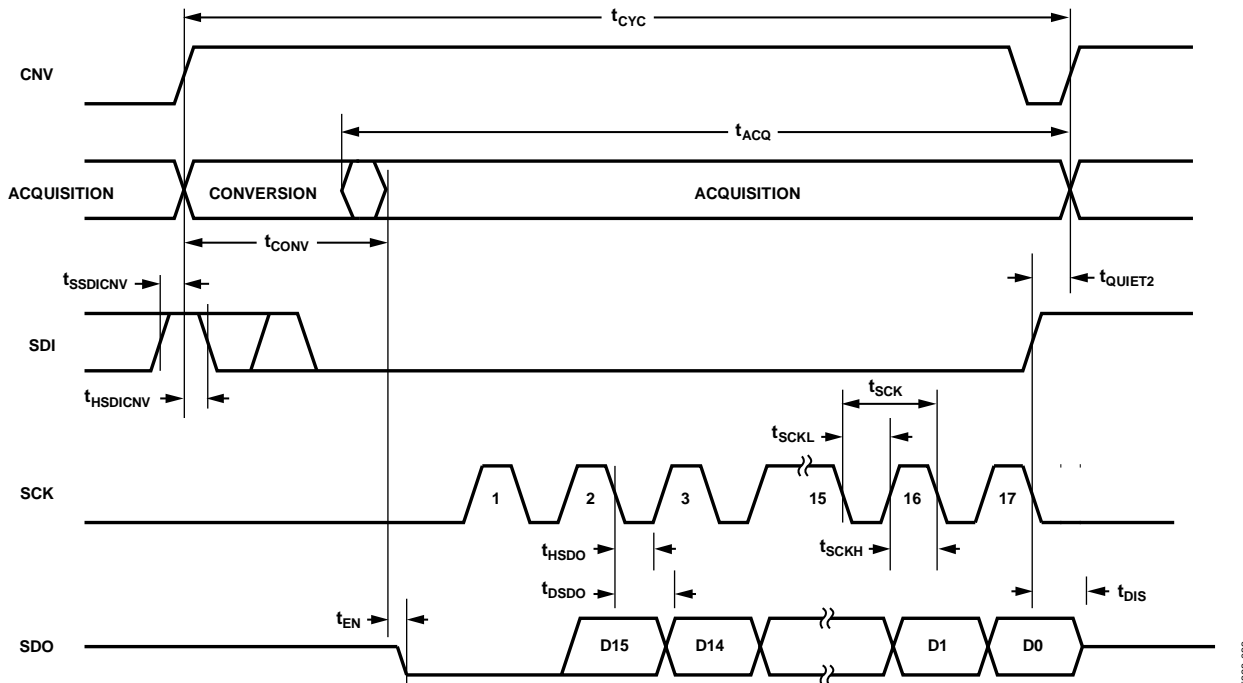 tCYC
CNV
tACQ
ACQUISITION
CONVERSION
ACQUISITION
tCONV
tSSDICNV
tQUIET2
SDI
tHSDICNV
tSCK
tSCKL
SCK
1
2
3
15
16
17
tHSDO
tSCKH
tDSDO
tDIS
tEN
SDO
D15
D14
D1
D0